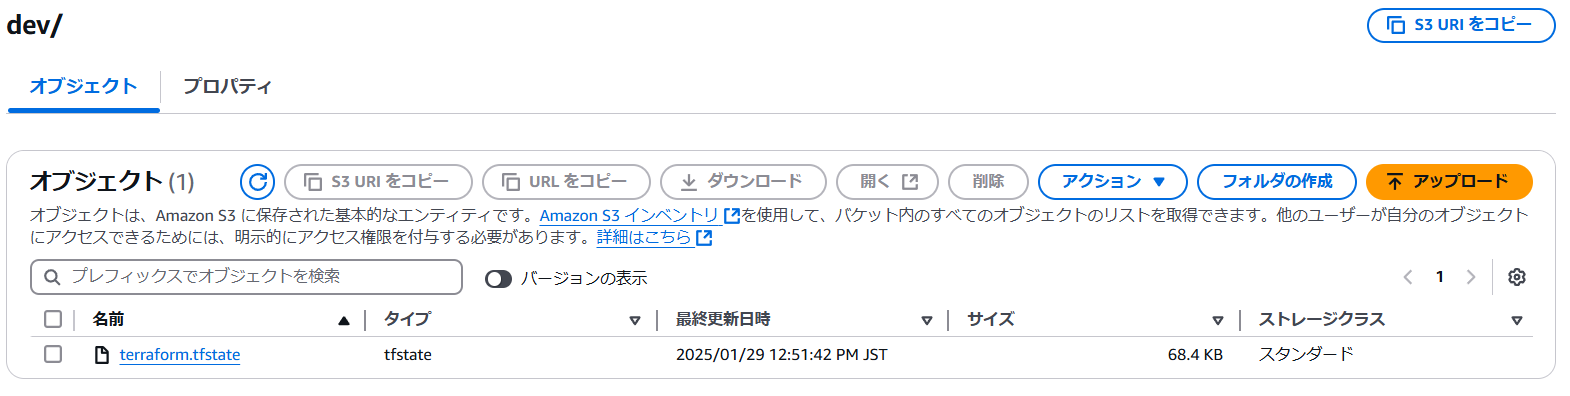 dev/
S3 URI をコピー
オブジェクト
プロパティ
オブジェクト (1)
S3 URI をコピー
URL をコピー
ダウンロード
開く
削除
アクション
フォルダの作成
アップロード
オブジェクトは、Amazon S3 に保存された基本的なエンティティです。Amazon S3 インベントリを使用して、バケット内のすべてのオブジェクトのリストを取得できます。他のユーザーが自分のオブジェクト
にアクセスできるためには、明示的にアクセス権限を付与する必要があります。詳細はこちら
プレフィックスでオブジェクトを検索
バージョンの表示
1
名前
タイプ
最終更新日時
サイズ
ストレージクラス
terraform.tfstate
tfstate
2025/01/29 12:51:42 PM JST
68.4 KB
スタンダード